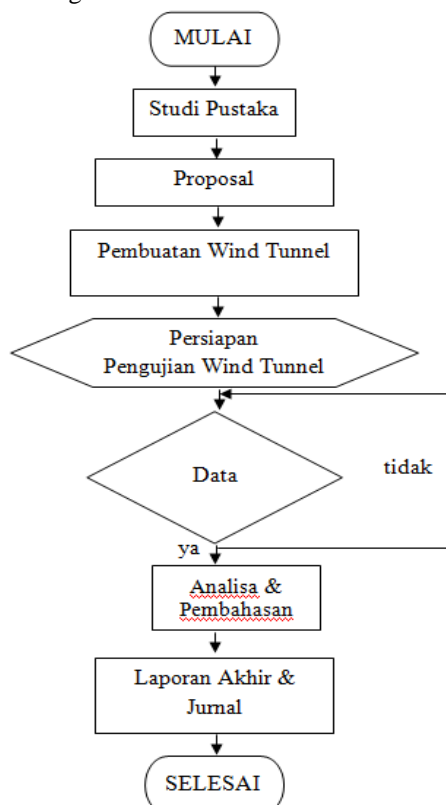 MULAI
Studi Pustaka
Proposal
Pembuatan Wind Tunnel
Persiapan
Pengujian Wind Tunnel
Data
tidak
ya
Analisa &
Pembahasan
Laporan Akhir &
Jurnal
SELESAI